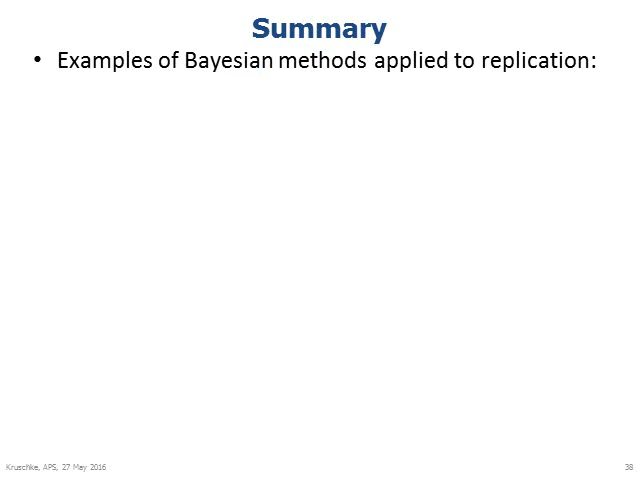 Summary
• Examples of Bayesian methods applied to replication:
Kruschke, APS, 27 May 2016
38